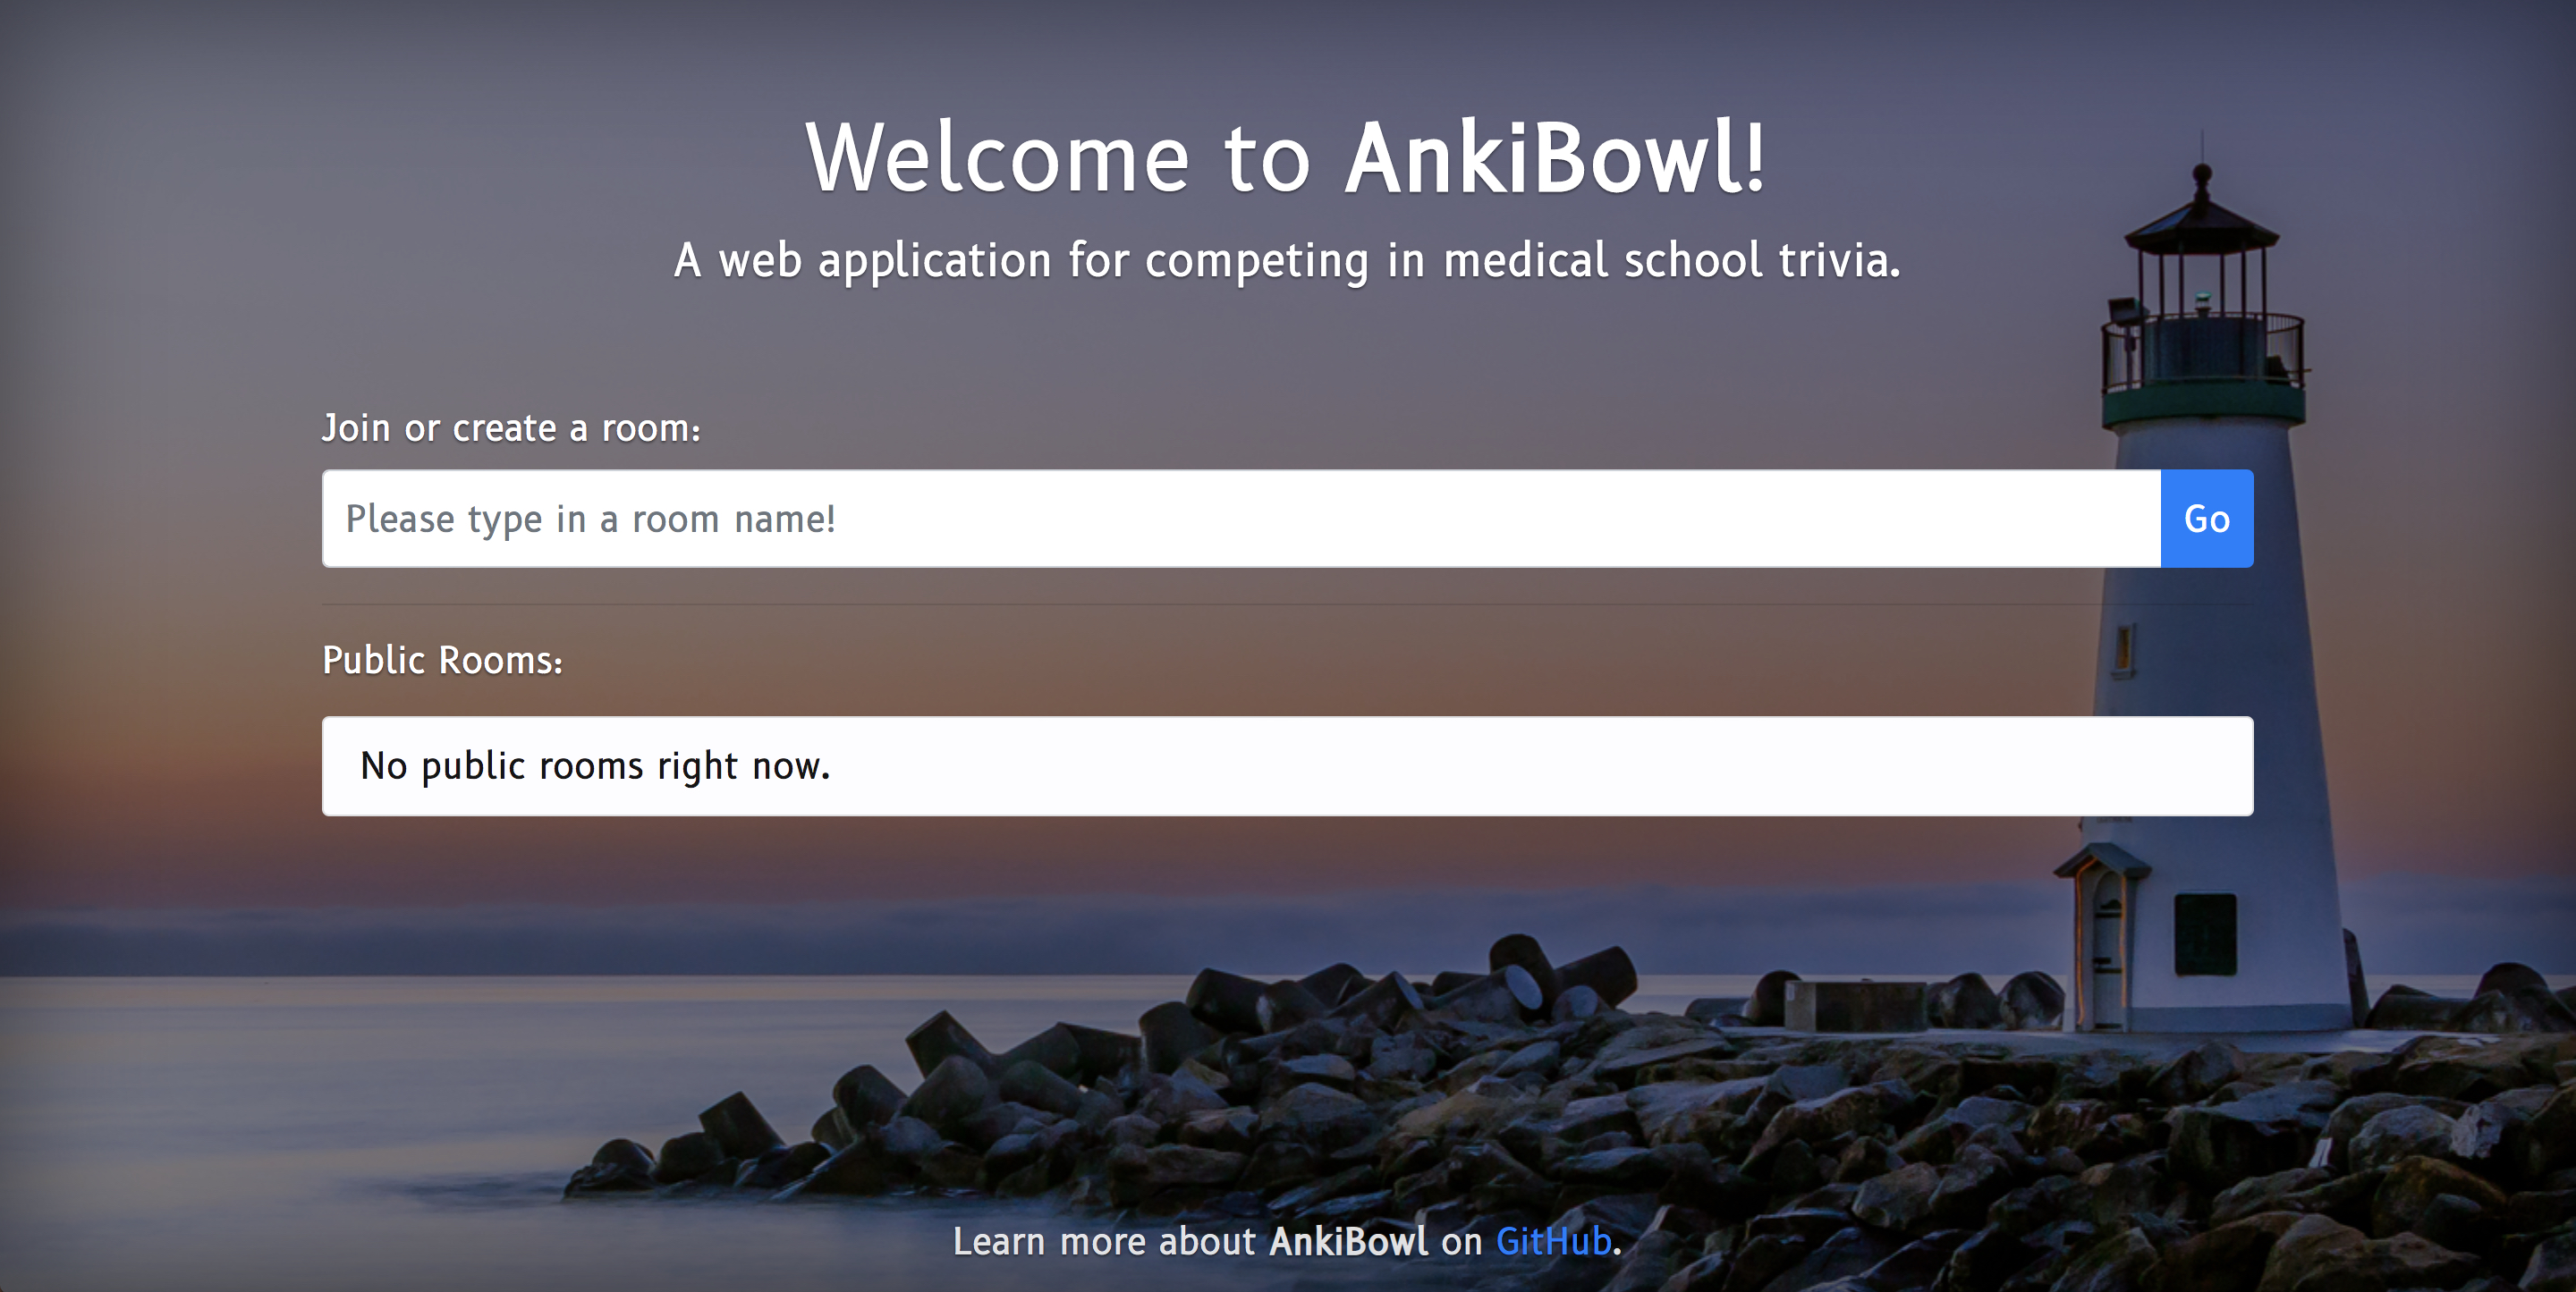 Welcome to AnkiBowl!
A web application for competing in medical school trivia.
Join or create a room:
Please type in a room name!
Go
Public Rooms:
No public rooms right now.
Learn more about AnkiBowl on GitHub.